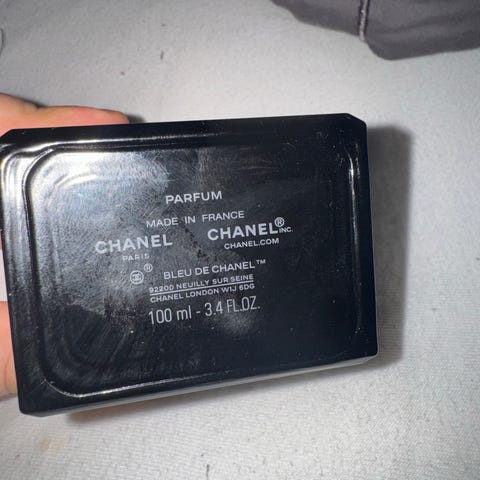 PARFUM
MADE IN FRANCE
CHANEL CHANEL® INC.
PARIS CHANEL.COM
® BLEU DE CHANEL™
92200 NEUILLY SUR SEINE
CHANEL LONDON W1J 6DG
100 ml - 3.4 FL.OZ.